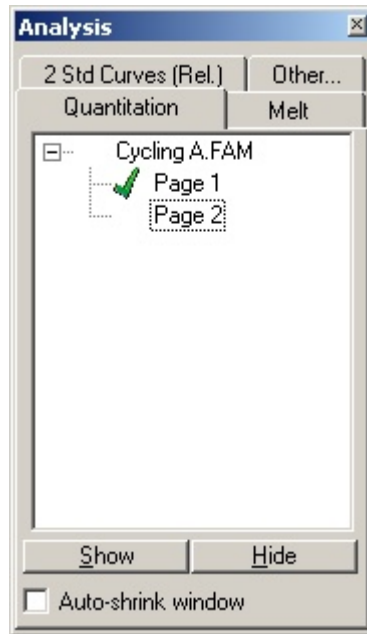 Analysis
2 Std Curves (Rel.) Other...
Quantitation Melt
Cycling A.FAM
Page 1
Page 2
Show Hide
Auto-shrink window